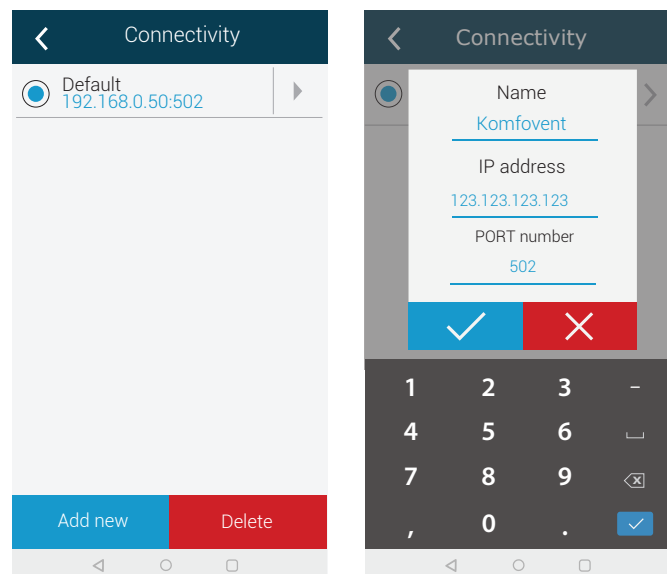 Connectivity
Default
192.168.0.50:502
Add new
Delete
Connectivity
Name
Komfovent
IP address
123.123.123.123
PORT number
502
1 2 3 -
4 5 6
7 8 9
, 0 .